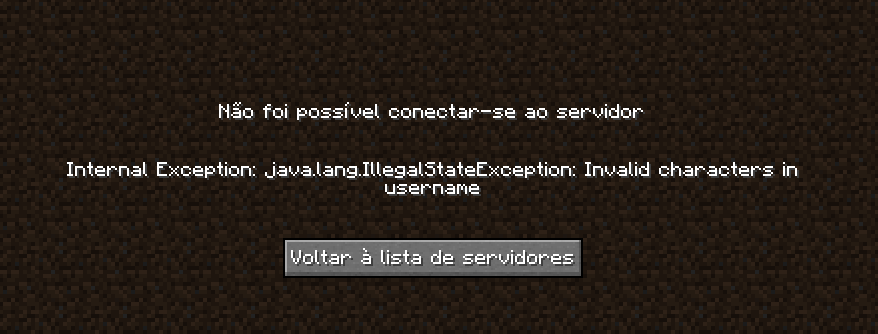 Não foi possível conectar-se ao servidor
Internal Exception: java.lang.IllegalStateException: Invalid characters in
username
Voltar à lista de servidores